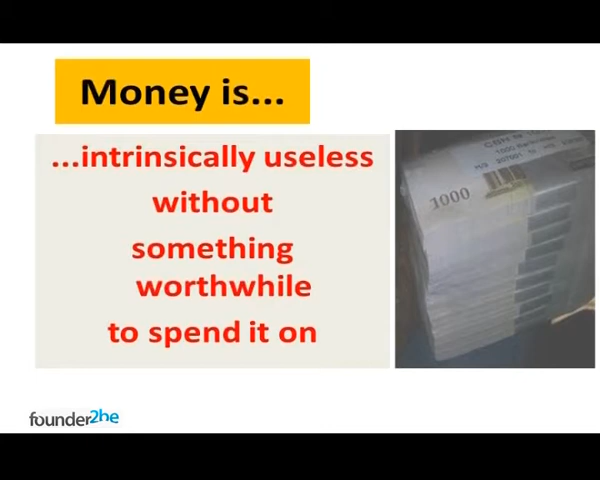 Money is...
...intrinsically useless
without
something
worthwhile
to spend it on
1000
founder2be